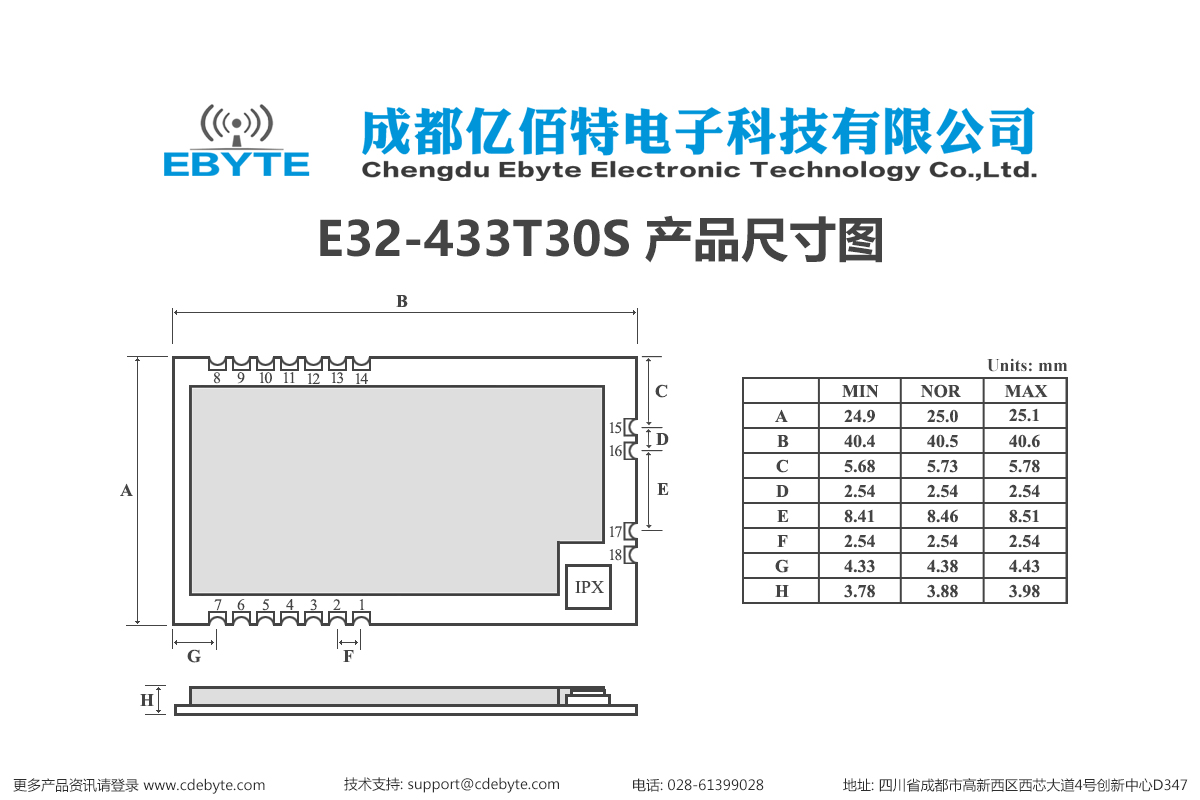 成都亿佰特电子科技有限公司
EBYTE
Chengdu Ebyte Electronic Technology Co.,Ltd.
E32-433T30S 产品尺寸图
B
8 9 10 11 12 13 14
A
15
16
17
18
C
D
E
IPX
7 6 5 4 3 2 1
G
F
H
Units: mm
MIN NOR MAX
A 24.9 25.0 25.1
B 40.4 40.5 40.6
C 5.68 5.73 5.78
D 2.54 2.54 2.54
E 8.41 8.46 8.51
F 2.54 2.54 2.54
G 4.33 4.38 4.43
H 3.78 3.88 3.98
更多产品资讯请登录 www.cdebyte.com
技术支持: support@cdebyte.com
电话: 028-61399028
地址: 四川省成都市高新西区西芯大道4号创新中心D347